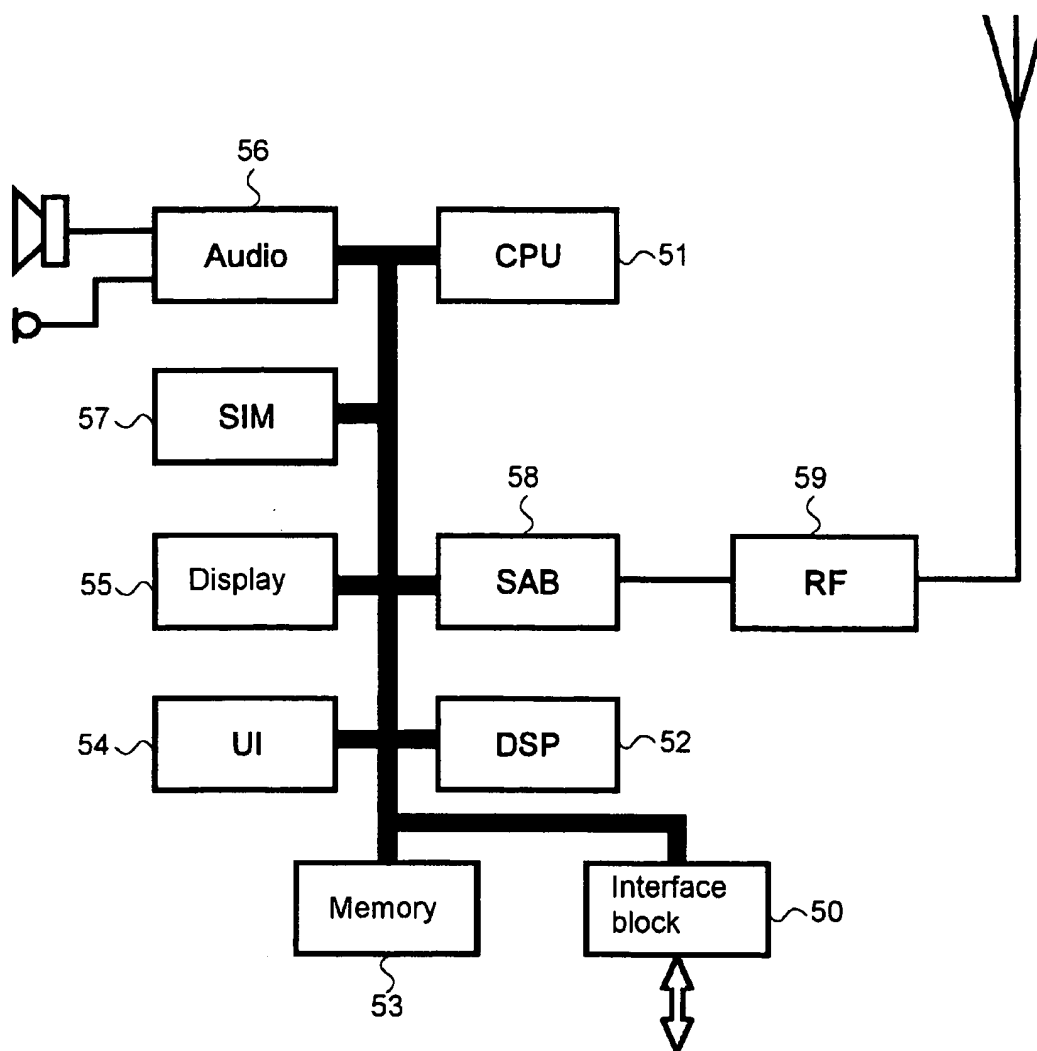 56
Audio
CPU
51
57
SIM
58
59
55
Display
SAB
RF
54
UI
DSP
52
Memory
Interface
block
50
53